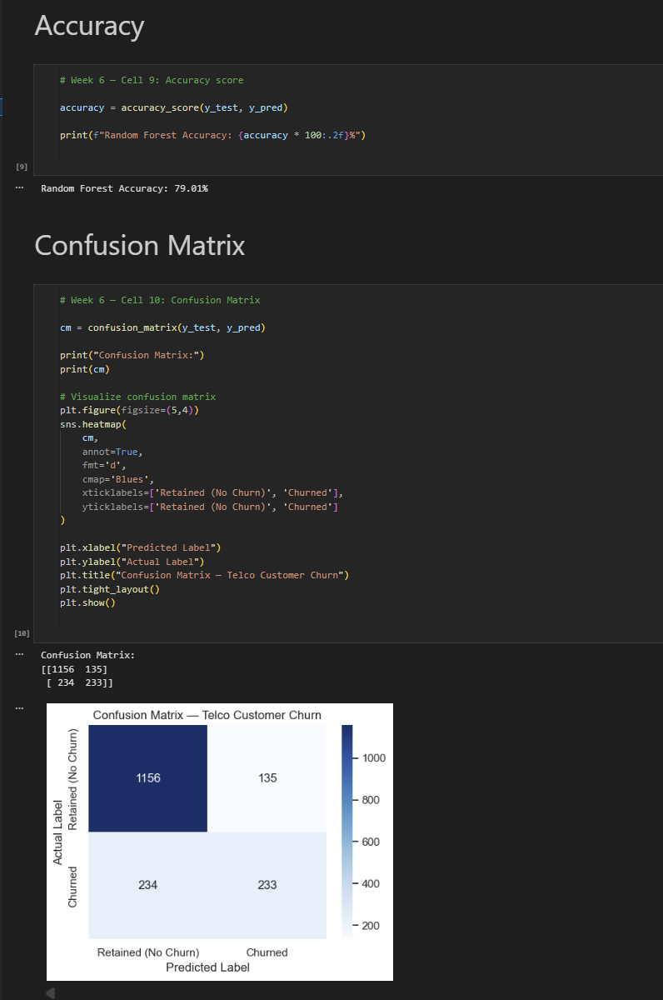 Accuracy
# Week 6 — Cell 9: Accuracy score
accuracy = accuracy_score(y_test, y_pred)
print(f"Random Forest Accuracy: {accuracy * 100:.2f}%")
[9]
...
Random Forest Accuracy: 79.01%
Confusion Matrix
# Week 6 — Cell 10: Confusion Matrix
cm = confusion_matrix(y_test, y_pred)
print("Confusion Matrix:")
print(cm)
# Visualize confusion matrix
plt.figure(figsize=(5,4))
sns.heatmap(
    cm,
    annot=True,
    fmt='d',
    cmap='Blues',
    xticklabels=['Retained (No Churn)', 'Churned'],
    yticklabels=['Retained (No Churn)', 'Churned']
)
plt.xlabel("Predicted Label")
plt.ylabel("Actual Label")
plt.title("Confusion Matrix — Telco Customer Churn")
plt.tight_layout()
plt.show()
[10]
...
Confusion Matrix:
[[1156  135]
 [ 234  233]]
...
Confusion Matrix — Telco Customer Churn
Actual Label
Retained (No Churn)
Churned
1156
135
234
233
1000
800
600
400
200
Retained (No Churn)
Churned
Predicted Label